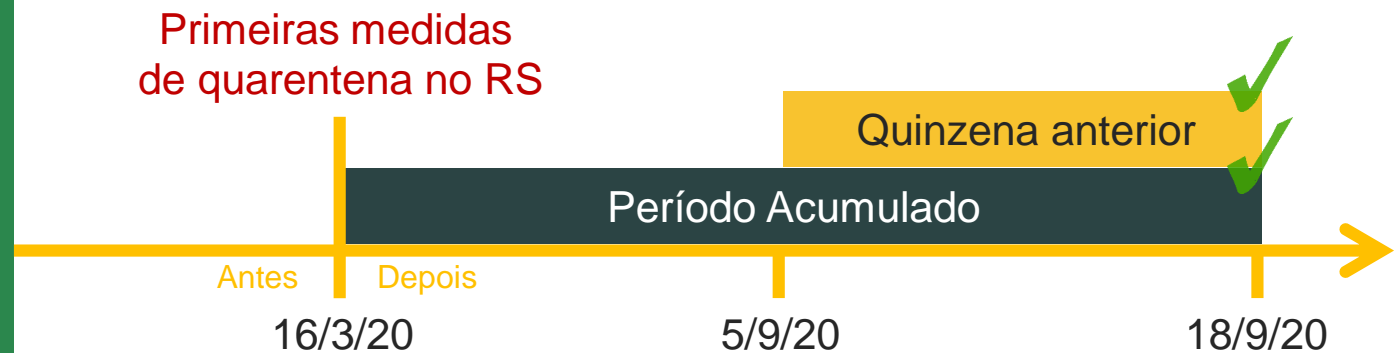 Primeiras medidas
de quarentena no RS
Quinzena anterior
Período Acumulado
Antes
Depois
16/3/20
5/9/20
18/9/20